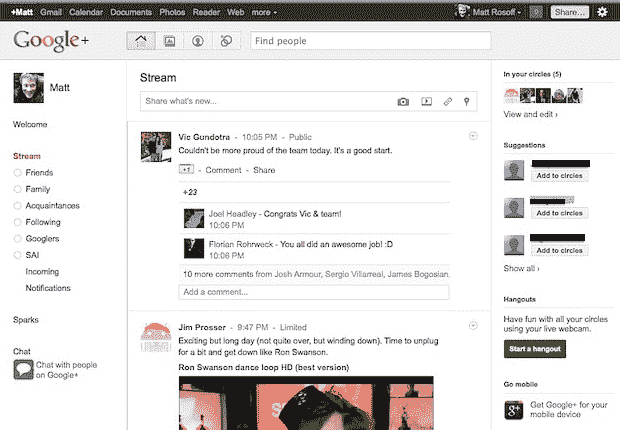 +Matt Gmail Calendar Documents Photos Reader Web more
Matt Rosoff 0 Share...
Google+
Find people
Matt
Welcome
Stream
Friends
Family
Acquaintances
Following
Googlers
SAI
Incoming
Notifications
Sparks
Chat
Chat with people
on Google+
Stream
Share what's new...
Vic Gundotra - 10:05 PM - Public
Couldn't be more proud of the team today. It's a good start.
+1 - Comment - Share
+23
Joel Headley - Congrats Vic & team!
10:06 PM
Florian Rohrweck - You all did an awesome job! :D
10:06 PM
10 more comments from Josh Armour, Sergio Villarreal, James Bogosian,
Add a comment...
Jim Prosser - 9:47 PM - Limited
Exciting but long day (not quite over, but winding down). Time to unplug
for a bit and get down like Ron Swanson.
Ron Swanson dance loop HD (best version)
In your circles (5)
View and edit ›
Suggestions
Add to circles
Add to circles
Add to circles
Show all ›
Hangouts
Have fun with all your circles
using your live webcam.
Start a hangout
Go mobile
g+
Get Google+ for your
mobile device